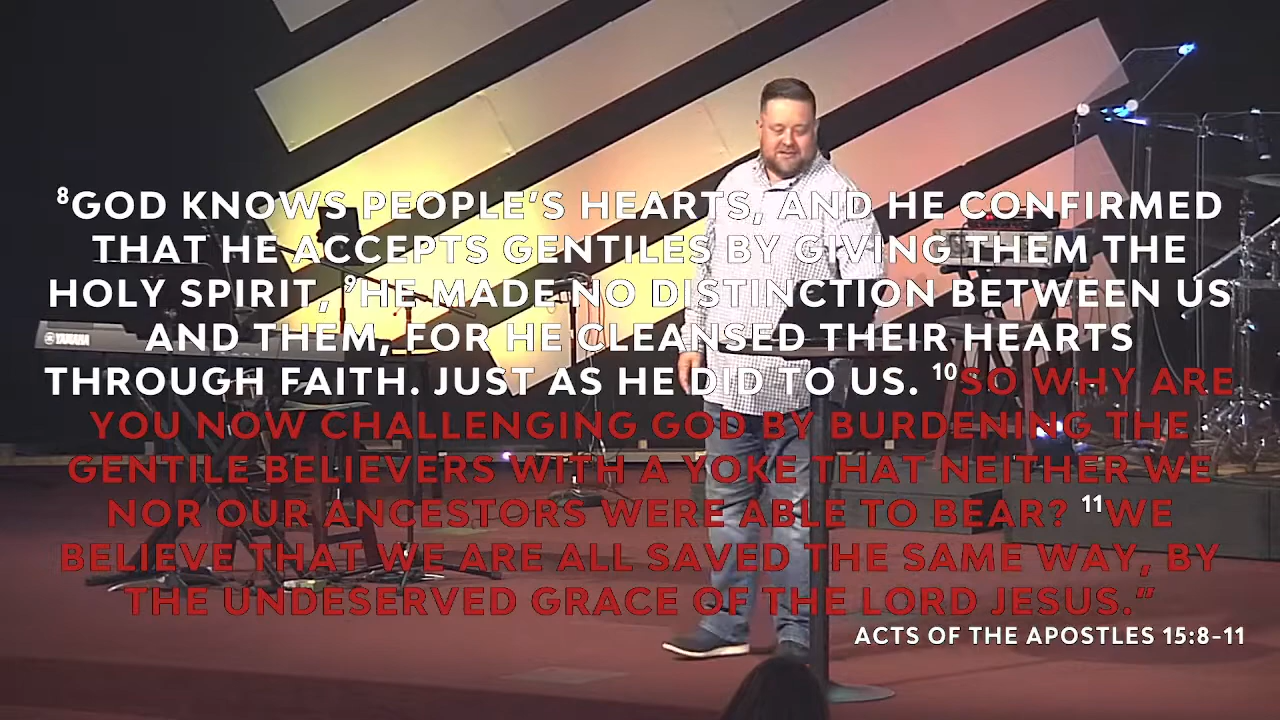 ⁸GOD KNOWS PEOPLE'S HEARTS, AND HE CONFIRMED
THAT HE ACCEPTS GENTILES BY GIVING THEM THE
HOLY SPIRIT, ⁹HE MADE NO DISTINCTION BETWEEN US
AND THEM, FOR HE CLEANSED THEIR HEARTS
THROUGH FAITH. JUST AS HE DID TO US. ¹⁰SO WHY ARE
YOU NOW CHALLENGING GOD BY BURDENING THE
GENTILE BELIEVERS WITH A YOKE THAT NEITHER WE
NOR OUR ANCESTORS WERE ABLE TO BEAR? ¹¹WE
BELIEVE THAT WE ARE ALL SAVED THE SAME WAY, BY
THE UNDESERVED GRACE OF THE LORD JESUS."
ACTS OF THE APOSTLES 15:8-11
YAMAHA